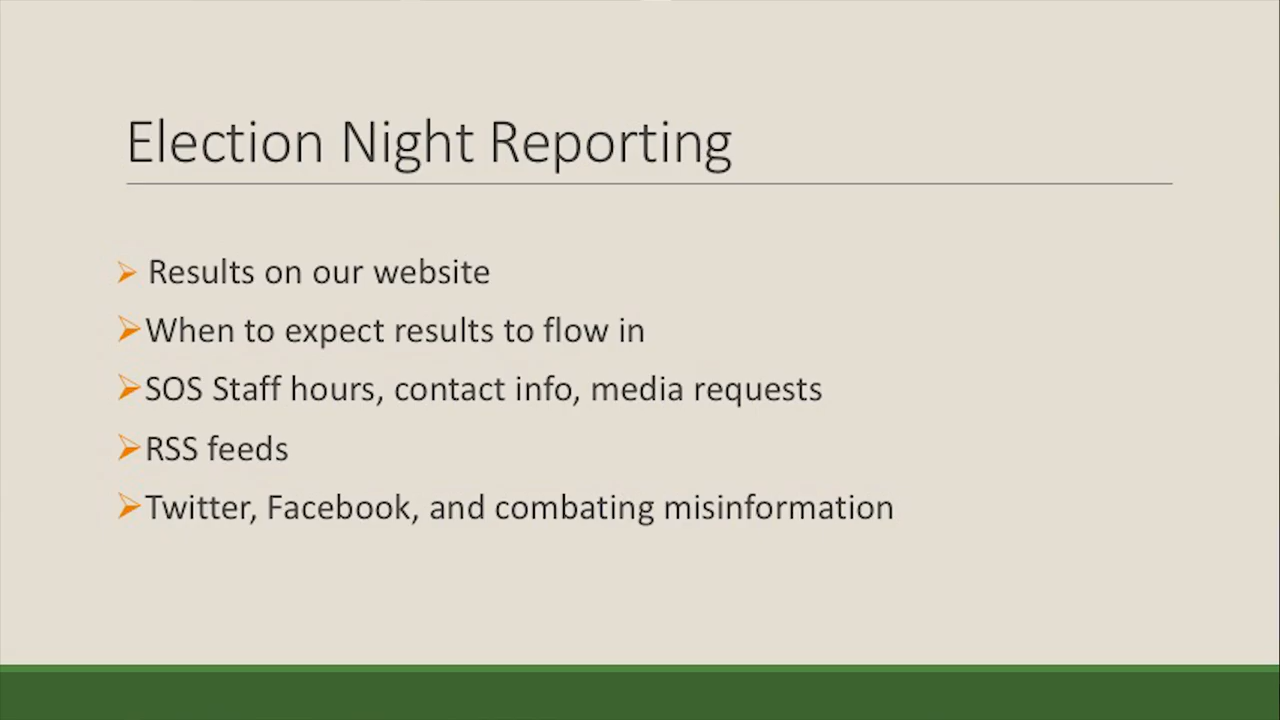 Election Night Reporting
Results on our website
When to expect results to flow in
SOS Staff hours, contact info, media requests
RSS feeds
Twitter, Facebook, and combating misinformation